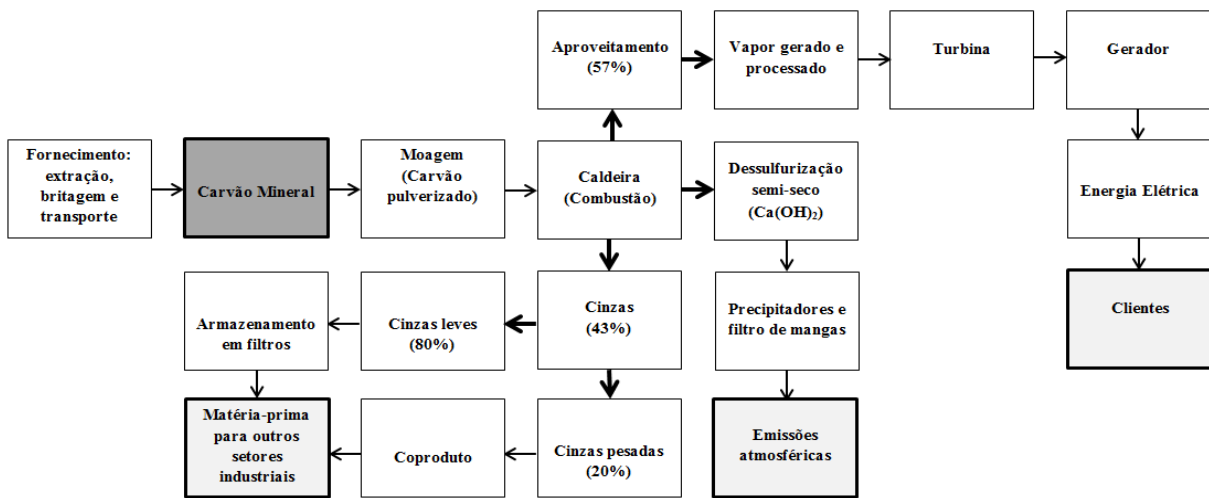 Aproveitamento
(57%)
Vapor gerado e
processado
Turbina
Gerador
Fornecimento:
extração,
britagem e
transporte
Carvão Mineral
Moagem
(Carvão
pulverizado)
Caldeira
(Combustão)
Dessulfurização
semi-seco
(Ca(OH)₂)
Energia Elétrica
Armazenamento
em filtros
Cinzas leves
(80%)
Cinzas
(43%)
Precipitadores e
filtro de mangas
Clientes
Matéria-prima
para outros
setores
industriais
Coproduto
Cinzas pesadas
(20%)
Emissões
atmosféricas